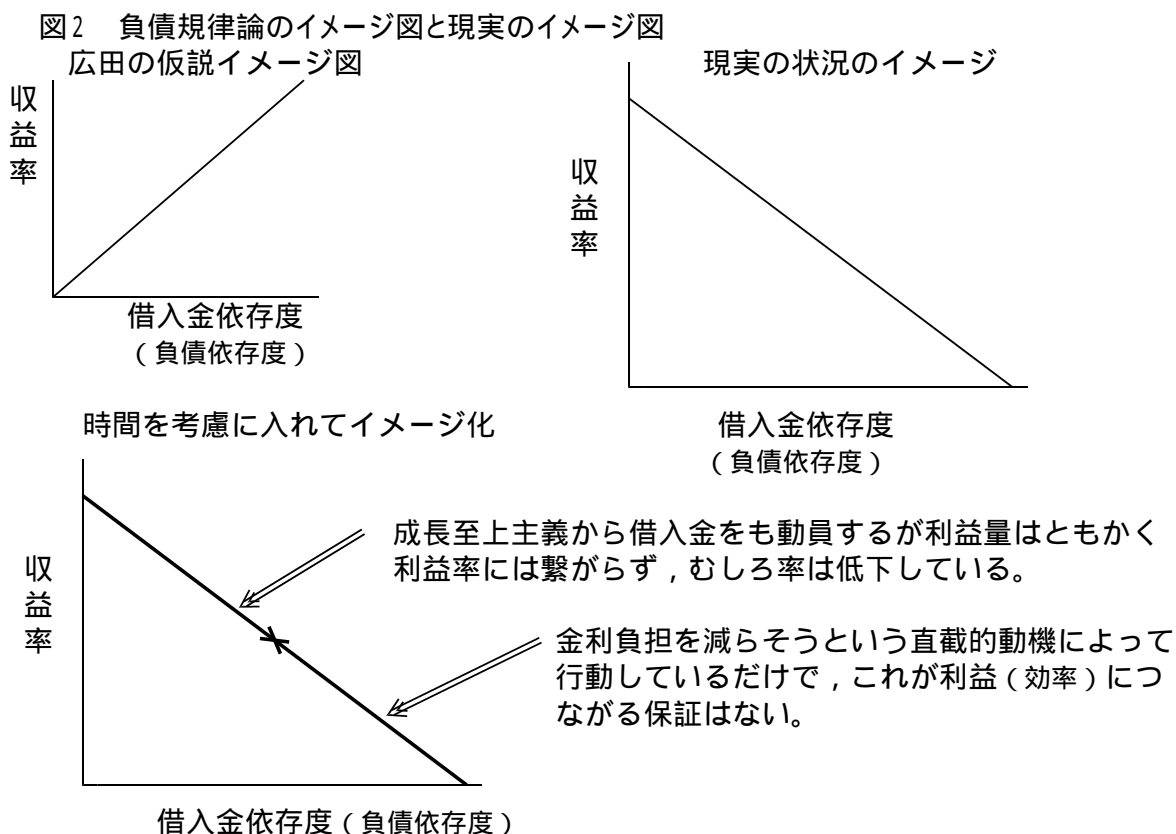 図2 負債規律論のイメージ図と現実のイメージ図
広田の仮説イメージ図
収益率
借入金依存度
(負債依存度)
現実の状況のイメージ
収益率
借入金依存度
(負債依存度)
時間を考慮に入れてイメージ化
収益率
成長至上主義から借入金をも動員するが利益量はともかく
利益率には繋がらず,むしろ率は低下している。
金利負担を減らそうという直截的動機によって
行動しているだけで,これが利益(効率)につ
ながる保証はない。
借入金依存度(負債依存度)